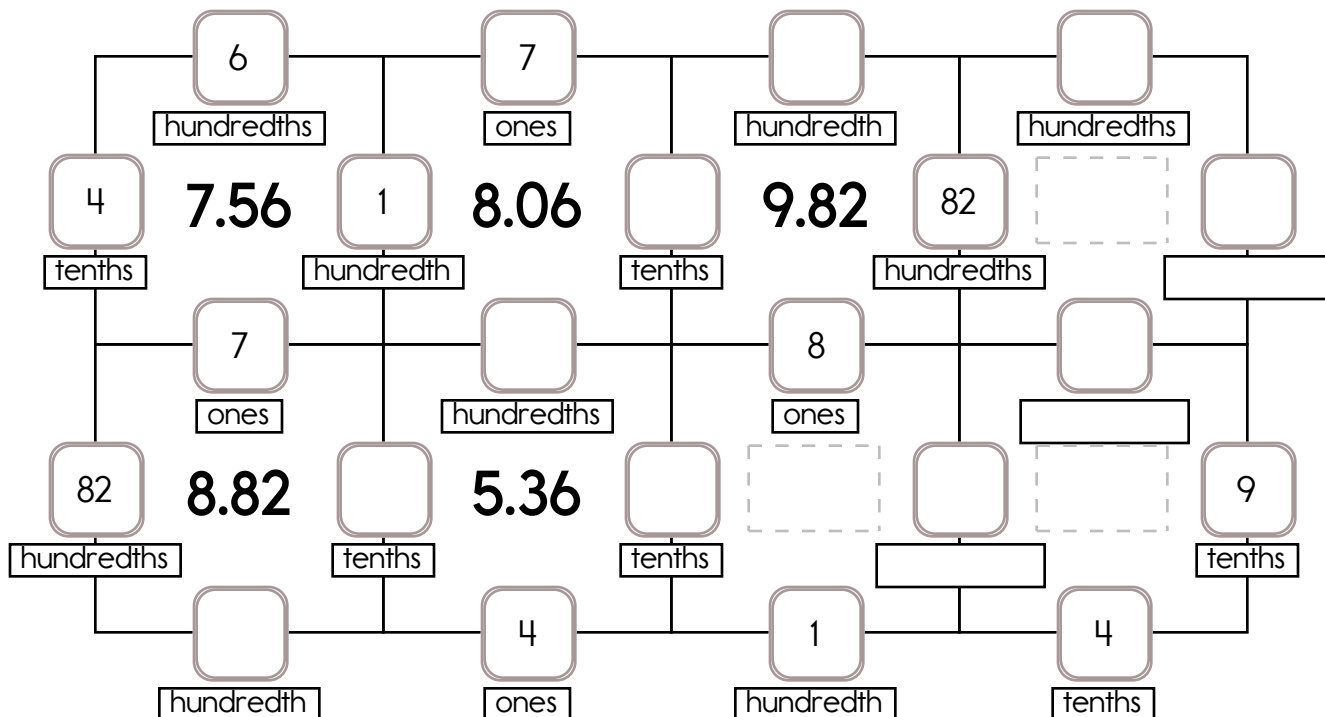 6 7
hundredths ones hundredth hundredths
4 7.56 1 8.06 9.82 82
tenths hundredth tenths hundredths
7 8
ones hundredths ones
82 8.82 5.36 9
hundredths tenths tenths tenths
4 1 4
hundredth ones hundredth tenths